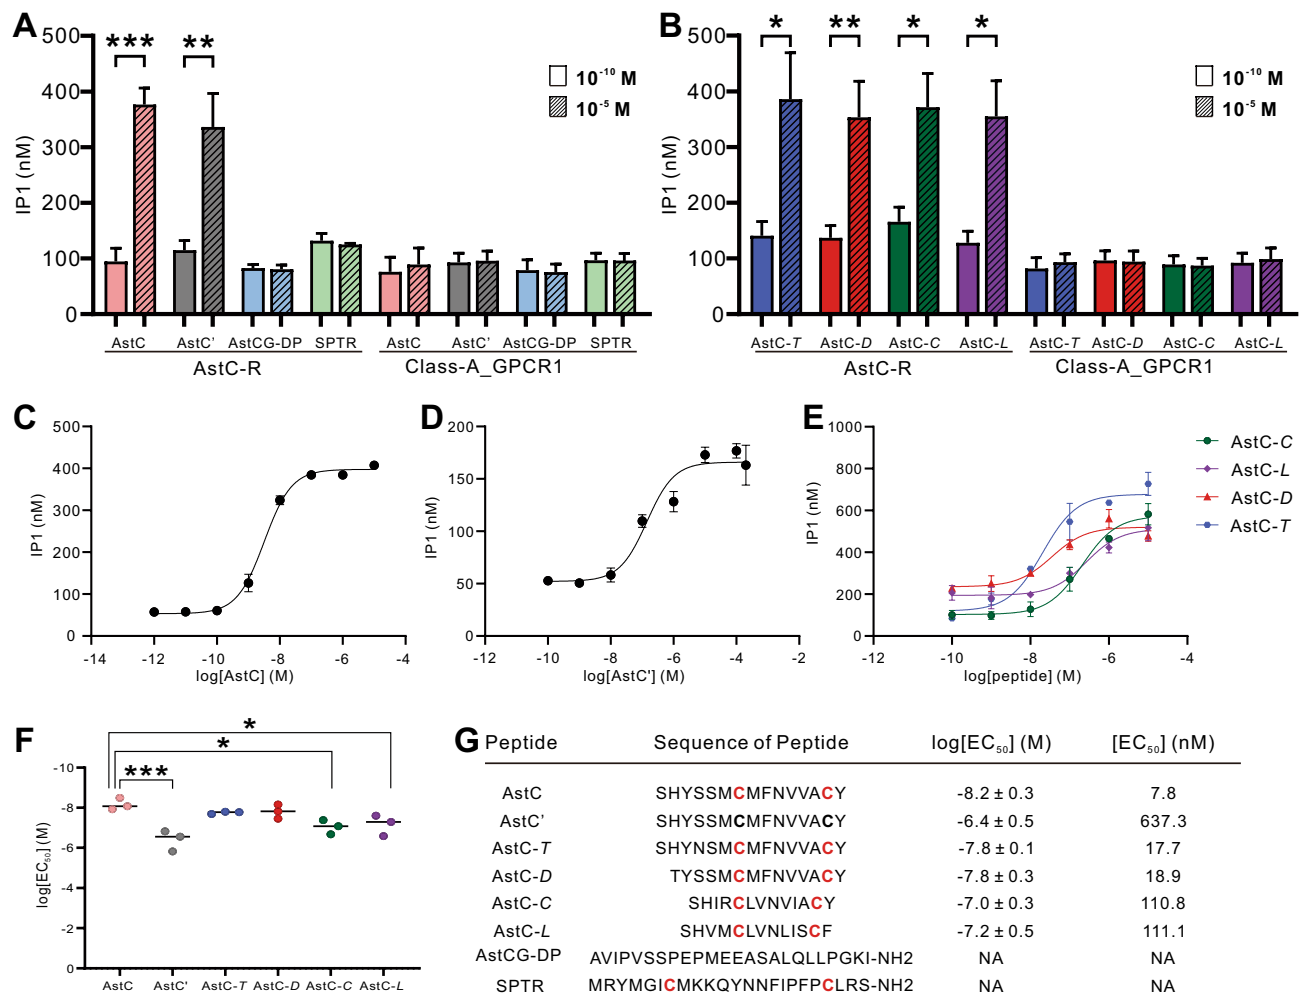 A
B
500
400
300
200
100
0
IP1 (nM)
***
**
10⁻¹⁰ M
10⁻⁵ M
AstC AstC' AstCG-DP SPTR AstC AstC' AstCG-DP SPTR
AstC-R Class-A_GPCR1
500
400
300
200
100
0
IP1 (nM)
*
**
*
*
10⁻¹⁰ M
10⁻⁵ M
AstC-T AstC-D AstC-C AstC-L AstC-T AstC-D AstC-C AstC-L
AstC-R Class-A_GPCR1
C
500
400
300
200
100
0
IP1 (nM)
-14 -12 -10 -8 -6 -4
log[AstC] (M)
D
200
150
100
50
0
IP1 (nM)
-12 -10 -8 -6 -4 -2
log[AstC'] (M)
E
1000
800
600
400
200
0
IP1 (nM)
-12 -10 -8 -6 -4
log[peptide] (M)
AstC-C
AstC-L
AstC-D
AstC-T
F
*
*
***
-10
-8
-6
-4
-2
0
log[EC₅₀] (M)
AstC AstC' AstC-T AstC-D AstC-C AstC-L
G
Peptide Sequence of Peptide log[EC₅₀] (M) [EC₅₀] (nM)
AstC SHYSSMCMFNVVACY -8.2 ± 0.3 7.8
AstC' SHYSSMCMFNVVACY -6.4 ± 0.5 637.3
AstC-T SHYNSMCMFNVVACY -7.8 ± 0.1 17.7
AstC-D TYSSMCMFNVVACY -7.8 ± 0.3 18.9
AstC-C SHIRCLVNVIACY -7.0 ± 0.3 110.8
AstC-L SHVMCLVNLISCF -7.2 ± 0.5 111.1
AstCG-DP AVIPVSSPEPMEEASALQLLPGKI-NH2 NA NA
SPTR MRYMGICMKKQYNNFIPFPCLRS-NH2 NA NA